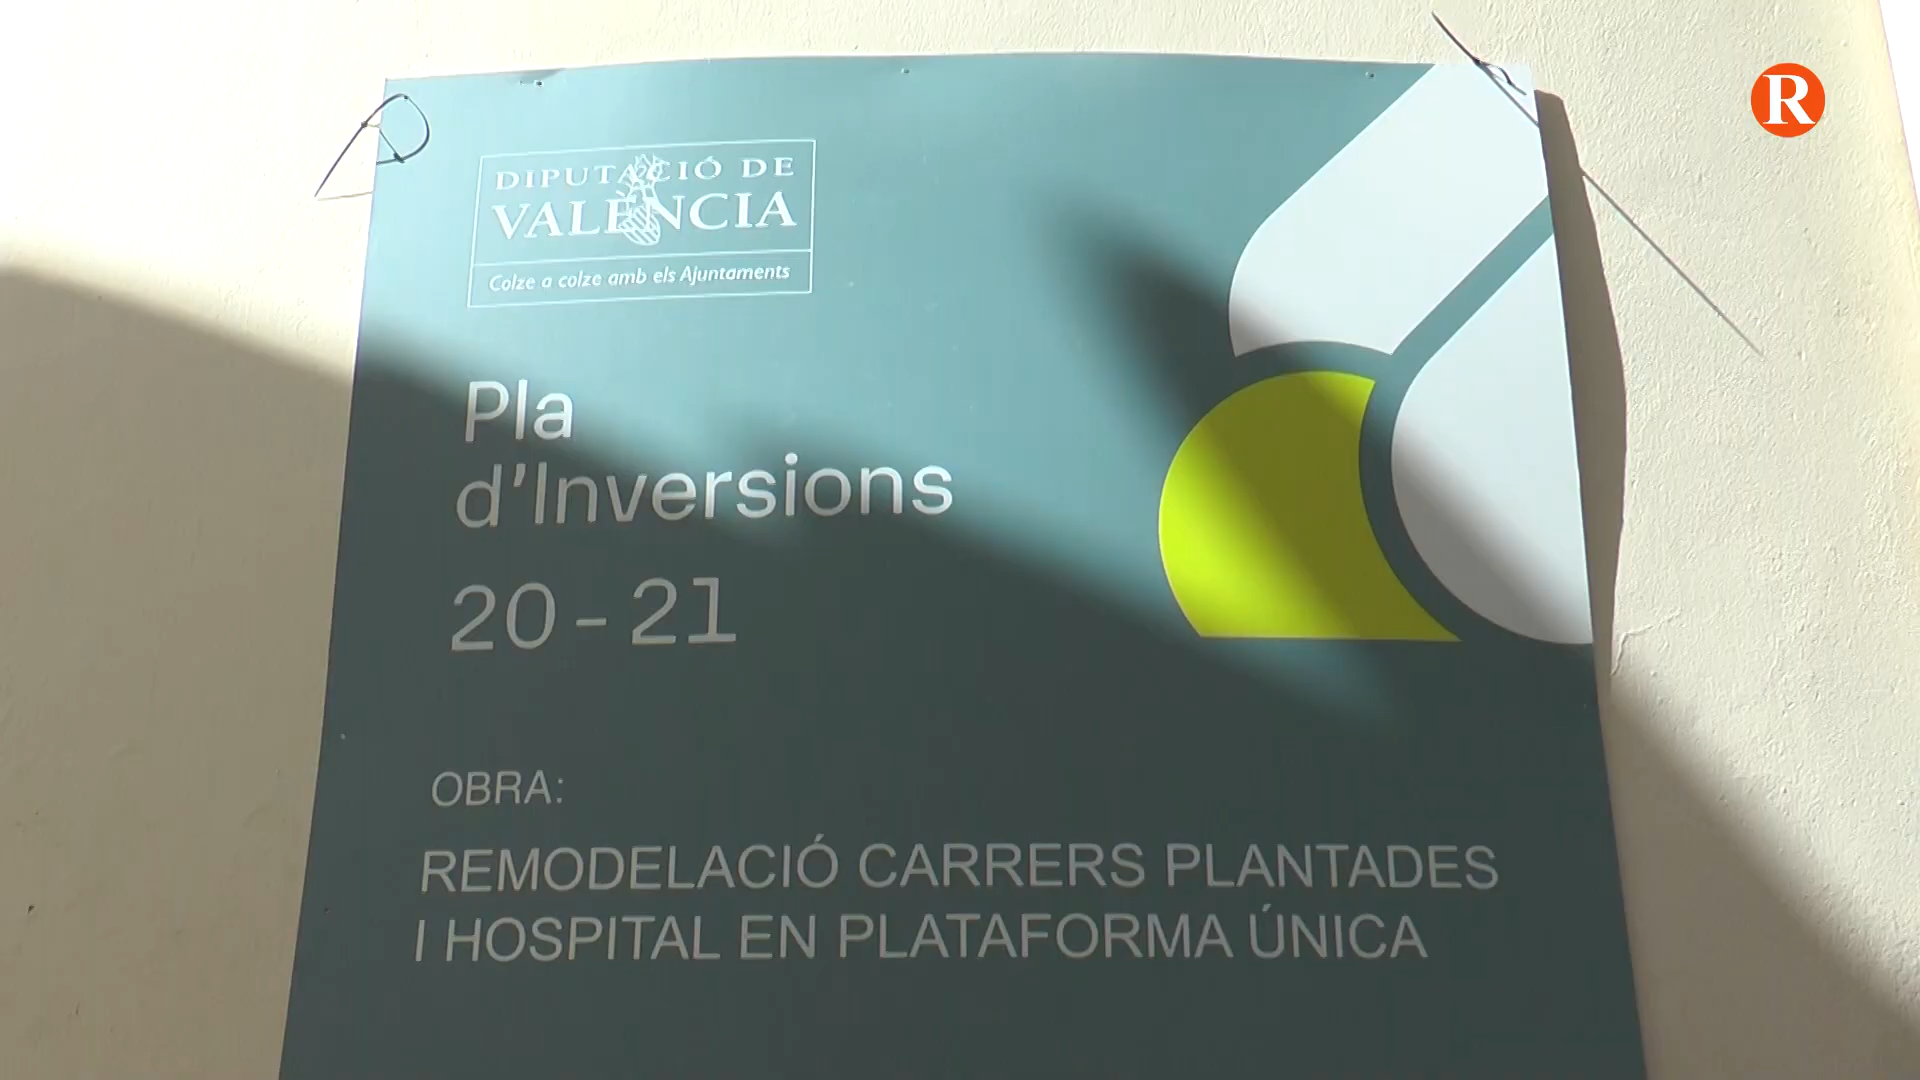 R
DIPUTACIÓ DE
VALÈNCIA
Colze a colze amb els Ajuntaments
Pla
d'Inversions
20 - 21
OBRA:
REMODELACIÓ CARRERS PLANTADES
I HOSPITAL EN PLATAFORMA ÚNICA